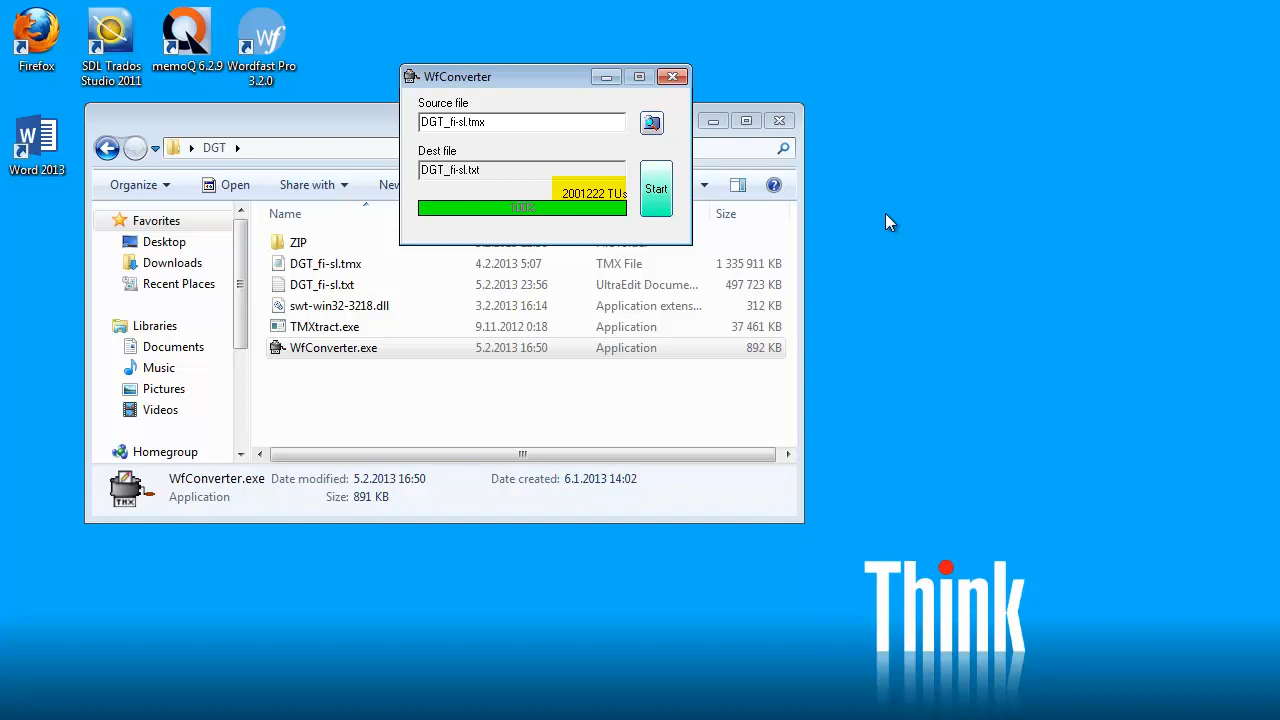 Firefox
SDL Trados
Studio 2011
memoQ 6.2.9
Wordfast Pro
3.2.0
Word 2013
WfConverter
Source file
DGT_fi-sl.tmx
Dest file
DGT_fi-sl.txt
2001222 TUs
Start
DGT
Organize
Open
Share with
New
Name
Size
Favorites
Desktop
Downloads
Recent Places
Libraries
Documents
Music
Pictures
Videos
Homegroup
ZIP
DGT_fi-sl.tmx 4.2.2013 5:07 TMX File 1 335 911 KB
DGT_fi-sl.txt 5.2.2013 23:56 UltraEdit Docume... 497 723 KB
swt-win32-3218.dll 3.2.2013 16:14 Application extens... 312 KB
TMXtract.exe 9.11.2012 0:18 Application 37 461 KB
WfConverter.exe 5.2.2013 16:50 Application 892 KB
TMX
WfConverter.exe Date modified: 5.2.2013 16:50 Date created: 6.1.2013 14:02
Application Size: 891 KB
Think